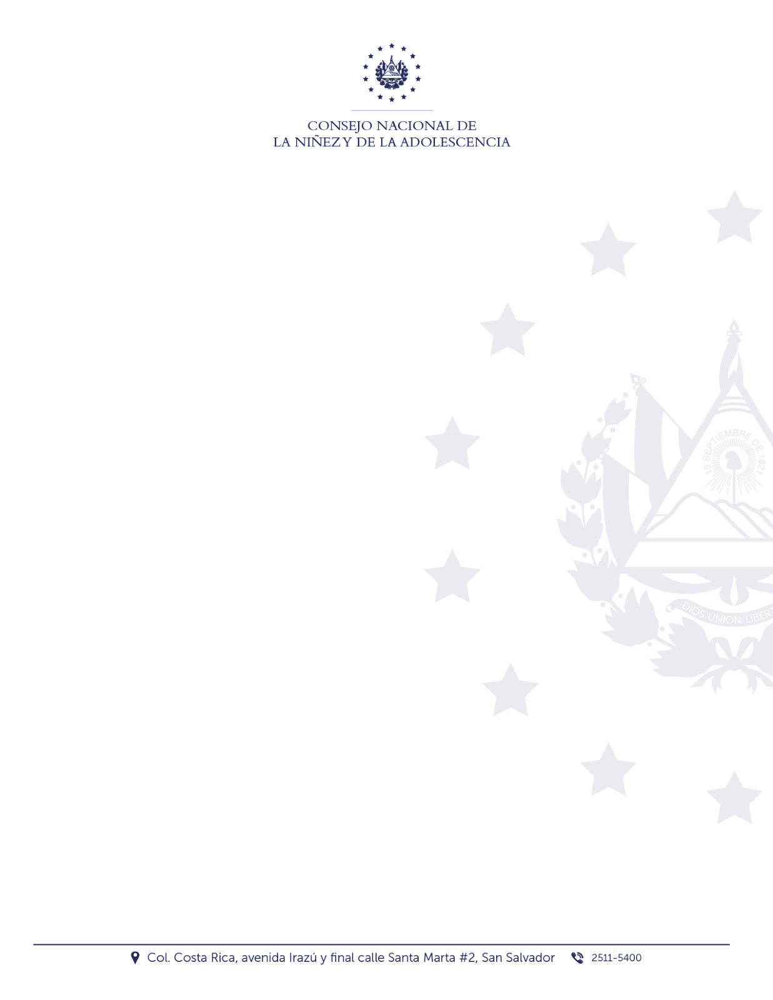 CONSEJO NACIONAL DE
LA NIÑEZ Y DE LA ADOLESCENCIA
15 SEPTIEMBRE DE 1821
DIOS UNION LIBERT
Col. Costa Rica, avenida Irazú y final calle Santa Marta #2, San Salvador 2511-5400